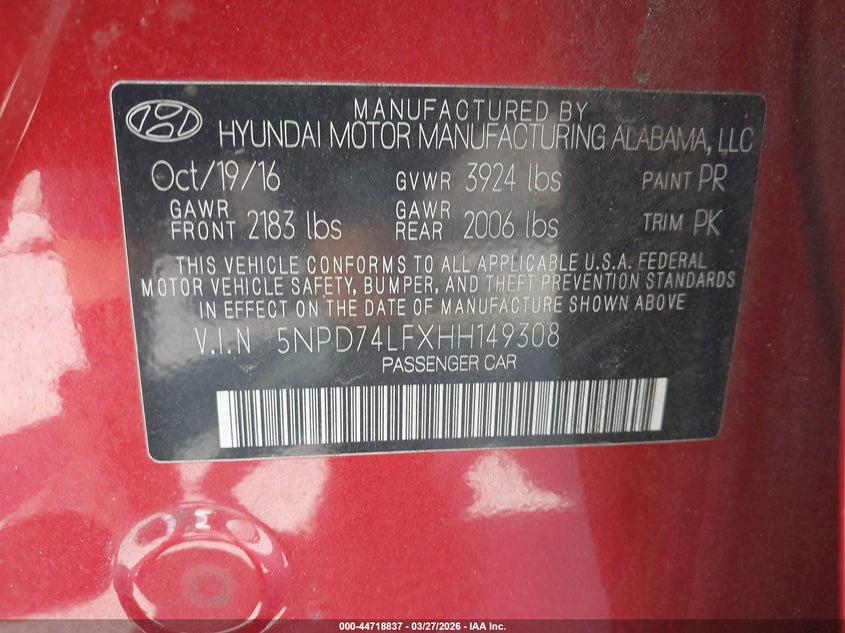 MANUFACTURED BY
HYUNDAI MOTOR MANUFACTURING ALABAMA, LLC
Oct/19/16 GVWR 3924 lbs PAINT PR
GAWR FRONT 2183 lbs GAWR REAR 2006 lbs TRIM PK
THIS VEHICLE CONFORMS TO ALL APPLICABLE U.S.A. FEDERAL
MOTOR VEHICLE SAFETY, BUMPER, AND THEFT PREVENTION STANDARDS
IN EFFECT ON THE DATE OF MANUFACTURE SHOWN ABOVE
V.I.N 5NPD74LFXHH149308
PASSENGER CAR
000-44718837 - 03/27/2026 - IAA Inc.